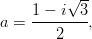 a = \frac{1 - i\sqrt{3}}{2},